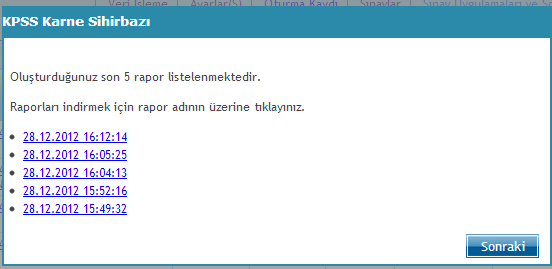 Veri İşleme Ayarlar(S) Oturma Kaydı Sınavlar Sınav Uygulamaları ve
KPSS Karne Sihirbazı
Oluşturduğunuz son 5 rapor listelenmektedir.
Raporları indirmek için rapor adının üzerine tıklayınız.
28.12.2012 16:12:14
28.12.2012 16:05:25
28.12.2012 16:04:13
28.12.2012 15:52:16
28.12.2012 15:49:32
Sonraki